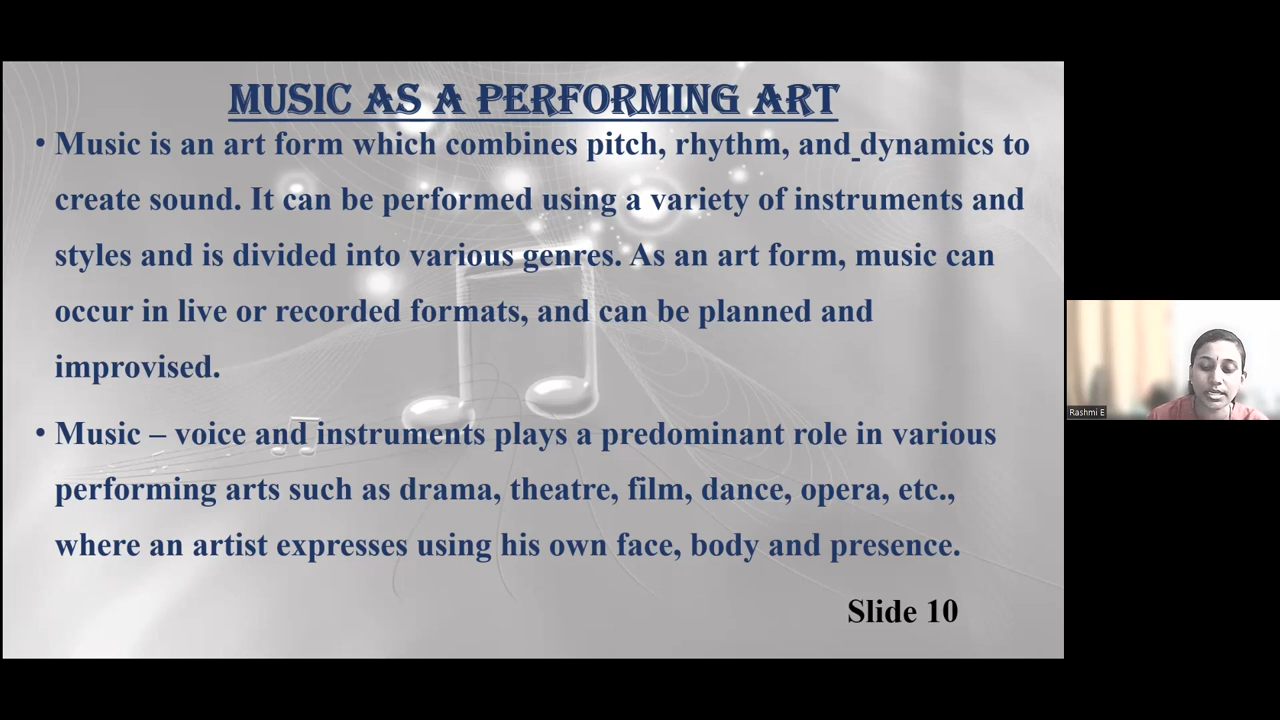 MUSIC AS A PERFORMING ART
• Music is an art form which combines pitch, rhythm, and dynamics to
create sound. It can be performed using a variety of instruments and
styles and is divided into various genres. As an art form, music can
occur in live or recorded formats, and can be planned and
improvised.
• Music – voice and instruments plays a predominant role in various
performing arts such as drama, theatre, film, dance, opera, etc.,
where an artist expresses using his own face, body and presence.
Slide 10
Rashmi E